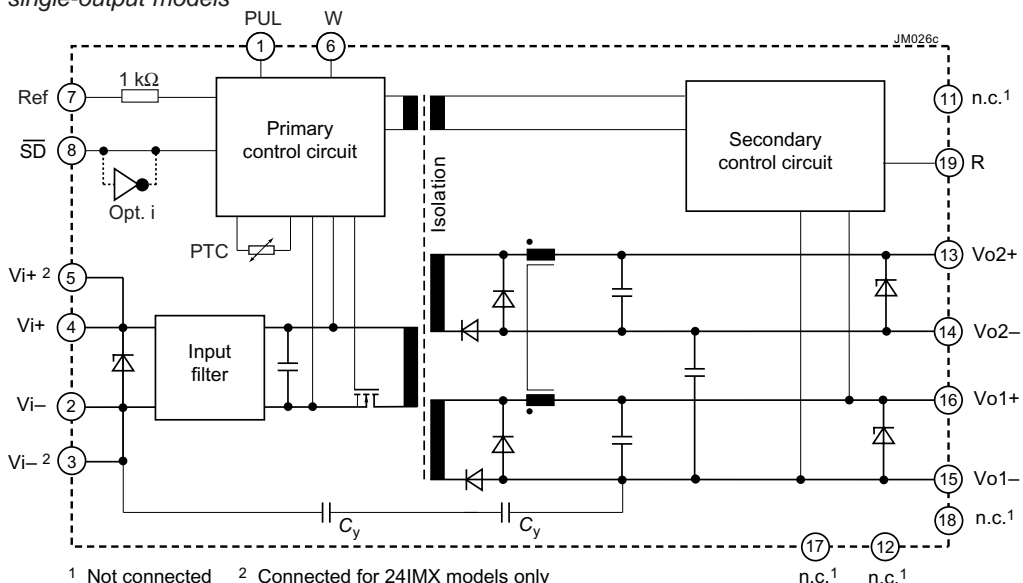 single-output models
PUL W
JM026c
1 6
Ref 7 1 kΩ
11 n.c.¹
Primary
control circuit
Secondary
control circuit
SD 8
19 R
Opt. i
Isolation
PTC
Vi+ ² 5
13 Vo2+
Vi+ 4
14 Vo2–
Input
filter
Vi– 2
16 Vo1+
Vi– ² 3
15 Vo1–
Cy Cy
18 n.c.¹
17 12
n.c.¹ n.c.¹
¹ Not connected ² Connected for 24IMX models only